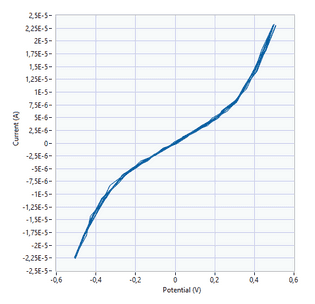 2,5E-5
2,25E-5
2E-5
1,75E-5
1,5E-5
1,25E-5
1E-5
7,5E-6
5E-6
2,5E-6
0
-2,5E-6
-5E-6
-7,5E-6
-1E-5
-1,25E-5
-1,5E-5
-1,75E-5
-2E-5
-2,25E-5
-2,5E-5
Current (A)
-0,6
-0,4
-0,2
0
0,2
0,4
0,6
Potential (V)